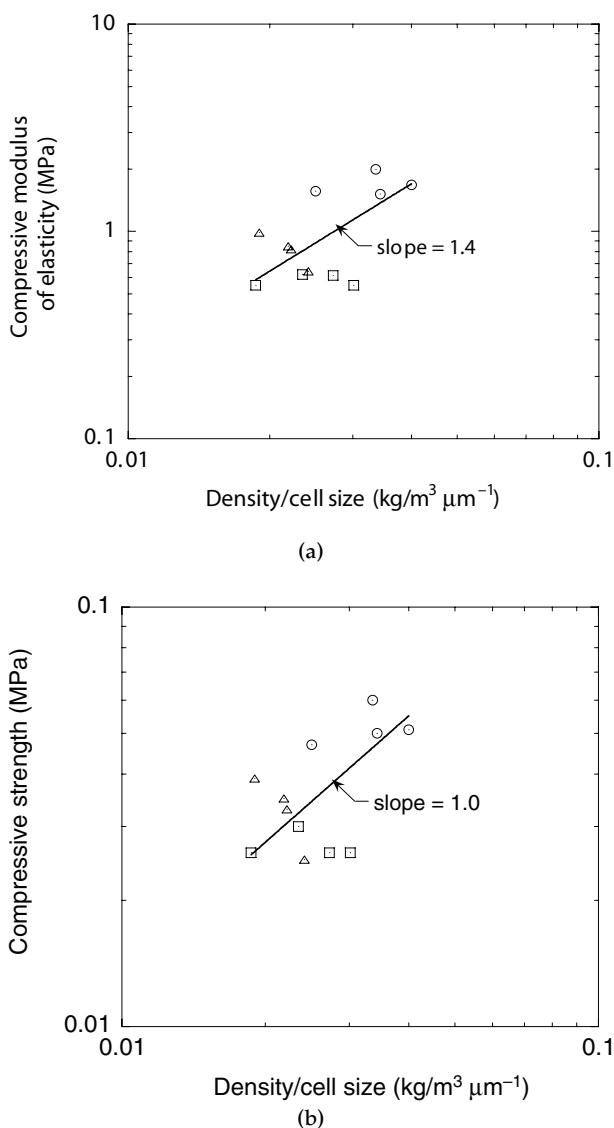 10
Compressive modulus
of elasticity (MPa)
1
slope = 1.4
0.1
0.01
0.1
Density/cell size (kg/m³ μm⁻¹)
(a)
0.1
Compressive strength (MPa)
slope = 1.0
0.01
0.01
0.1
Density/cell size (kg/m³ μm⁻¹)
(b)